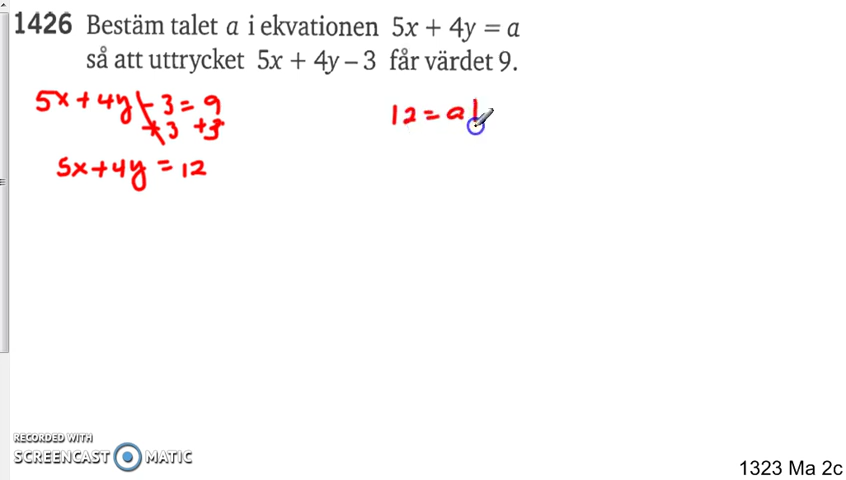 1426 Bestäm talet a i ekvationen 5x + 4y = a
så att uttrycket 5x + 4y – 3 får värdet 9.
5x + 4y - 3 = 9
+3 +3
5x + 4y = 12
12 = a
RECORDED WITH
SCREENCAST MATIC
1323 Ma 2c